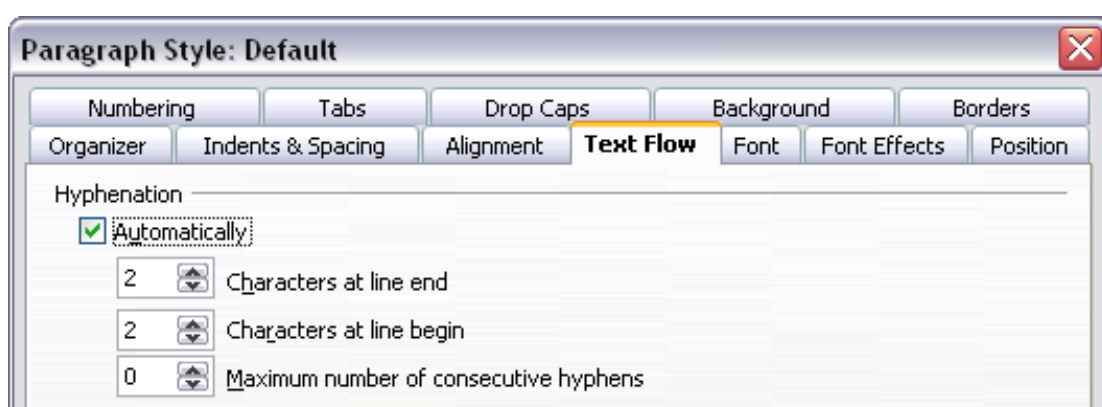 Paragraph Style: Default
Numbering Tabs Drop Caps Background Borders
Organizer Indents & Spacing Alignment Text Flow Font Font Effects Position
Hyphenation
Automatically
2 Characters at line end
2 Characters at line begin
0 Maximum number of consecutive hyphens